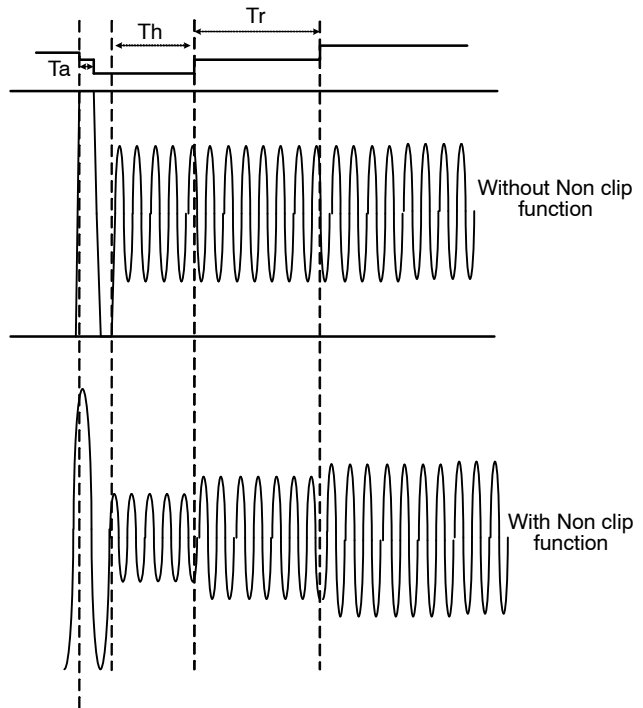 Th
Tr
Ta
Without Non clip
function
With Non clip
function